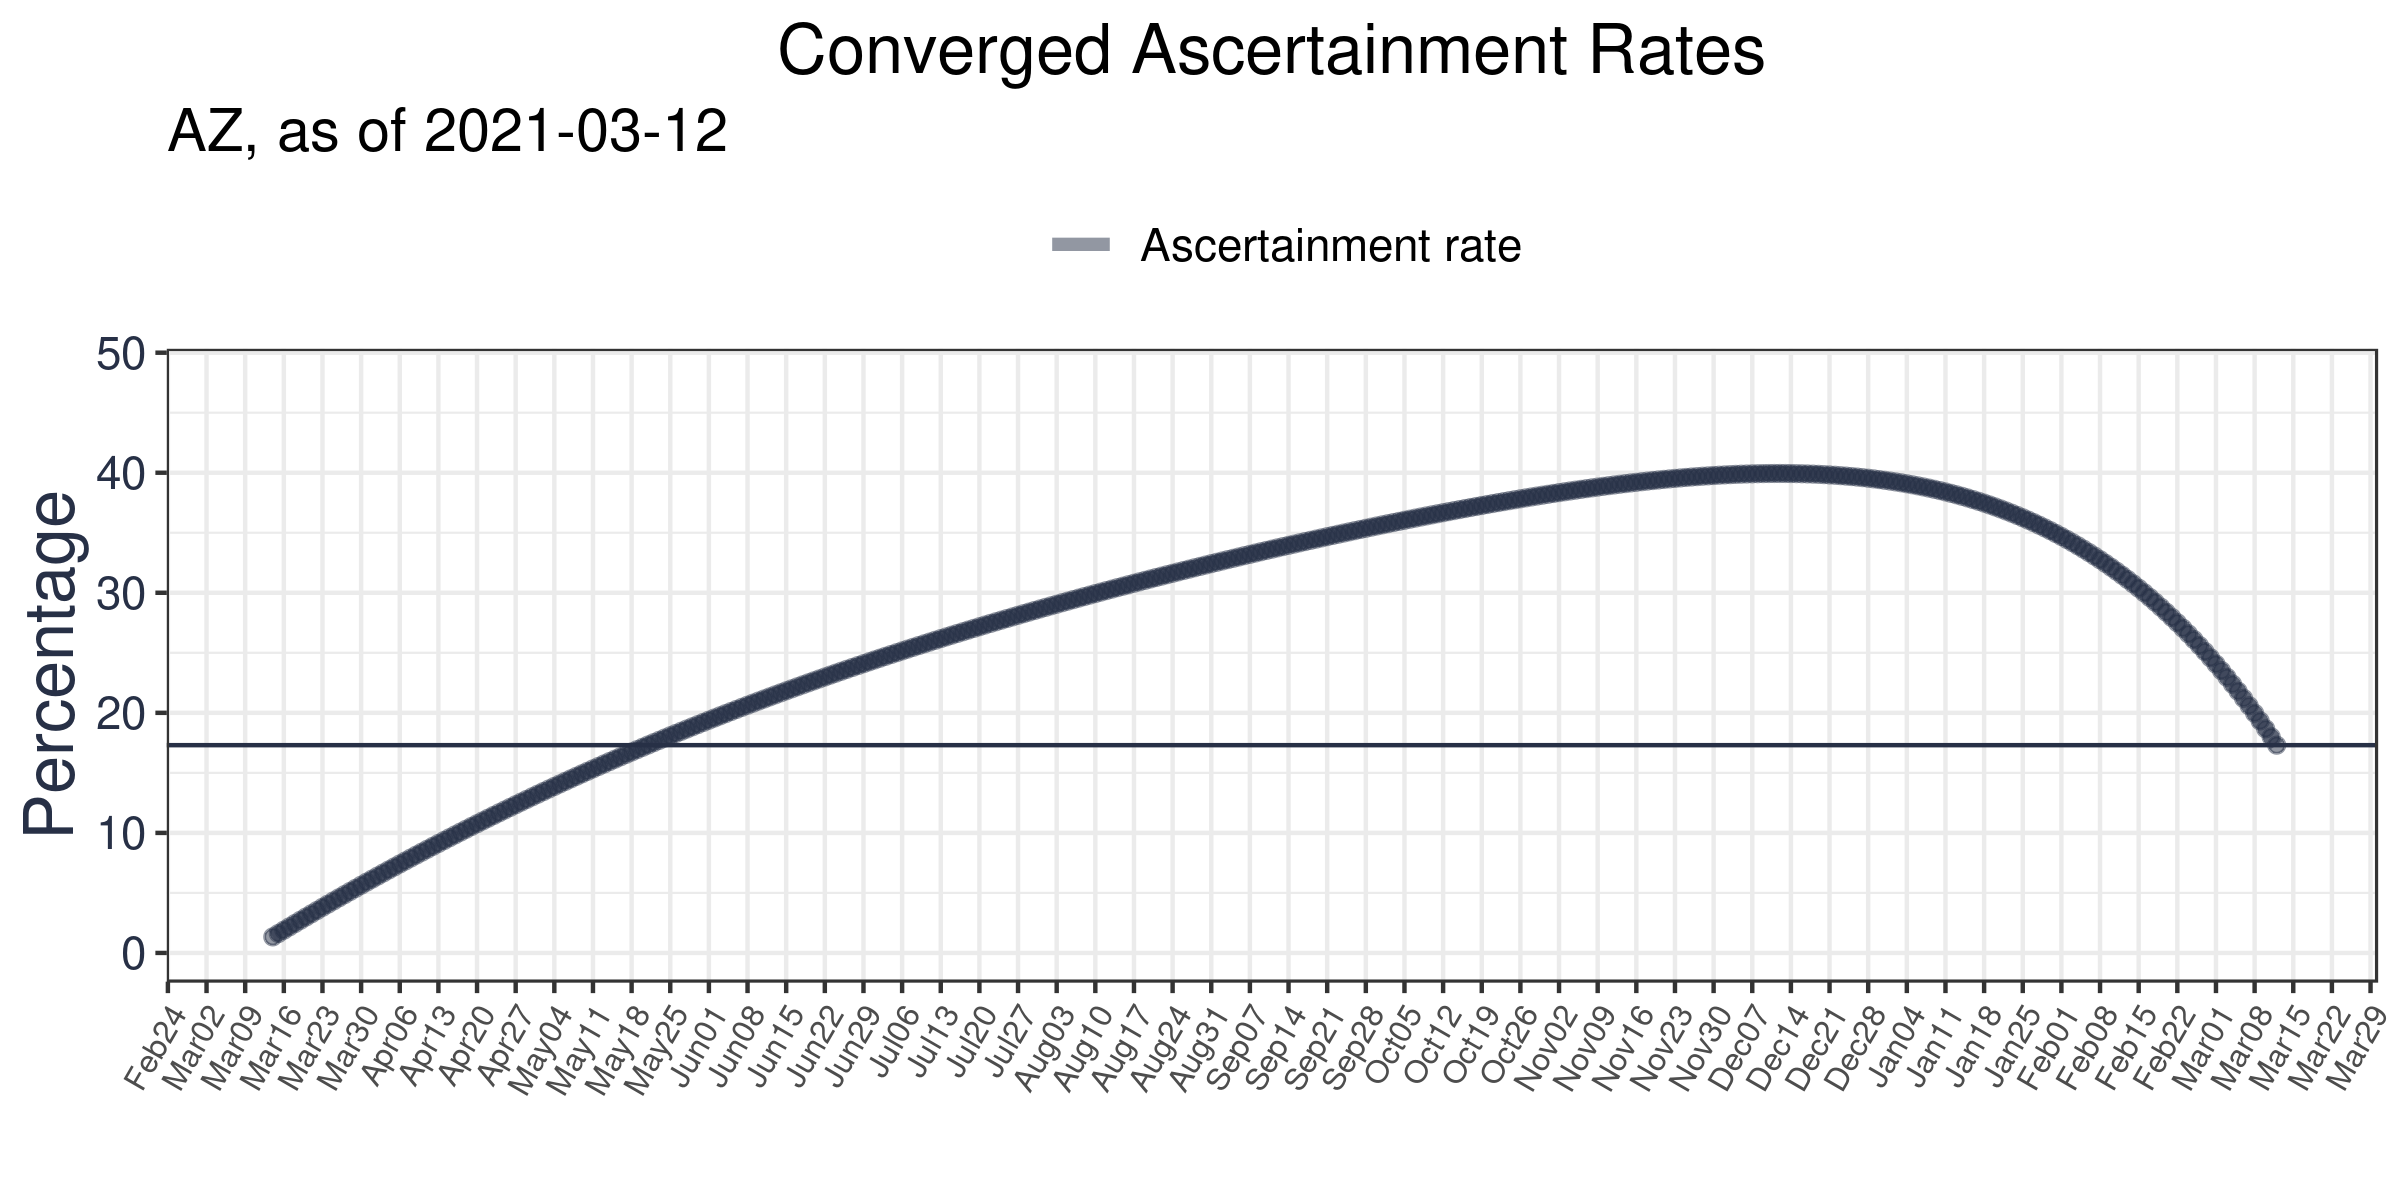 Converged Ascertainment Rates
AZ, as of 2021-03-12
Ascertainment rate
Percentage
50
40
30
20
10
0
Feb24 Mar02 Mar09 Mar16 Mar23 Mar30 Apr06 Apr13 Apr20 Apr27 May04 May11 May18 May25 Jun01 Jun08 Jun15 Jun22 Jun29 Jul06 Jul13 Jul20 Jul27 Aug03 Aug10 Aug17 Aug24 Aug31 Sep07 Sep14 Sep21 Sep28 Oct05 Oct12 Oct19 Oct26 Nov02 Nov09 Nov16 Nov23 Nov30 Dec07 Dec14 Dec21 Dec28 Jan04 Jan11 Jan18 Jan25 Feb01 Feb08 Feb15 Feb22 Mar01 Mar08 Mar15 Mar22 Mar29